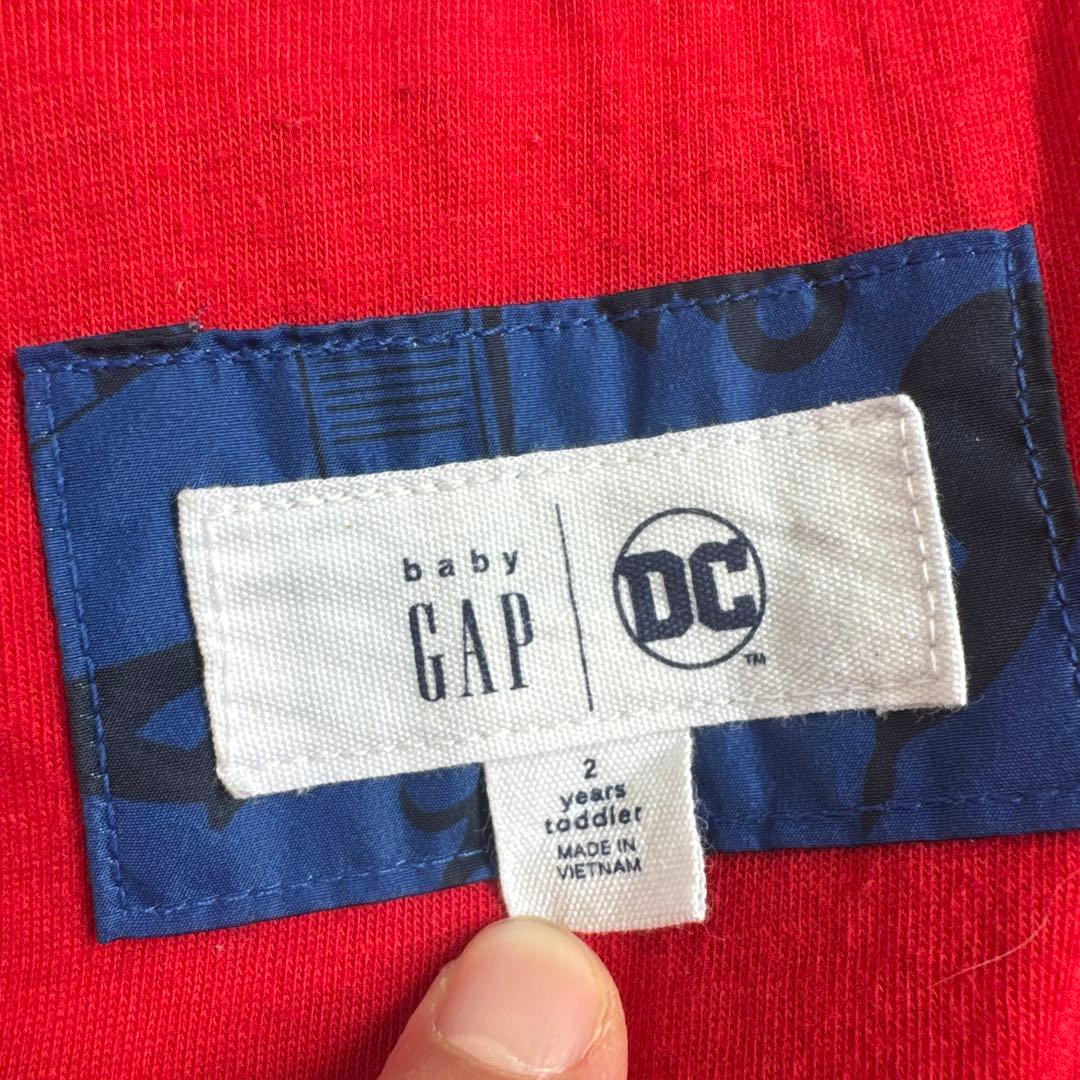 baby
GAP
DC
TM
2
years
toddler
MADE IN
VIETNAM